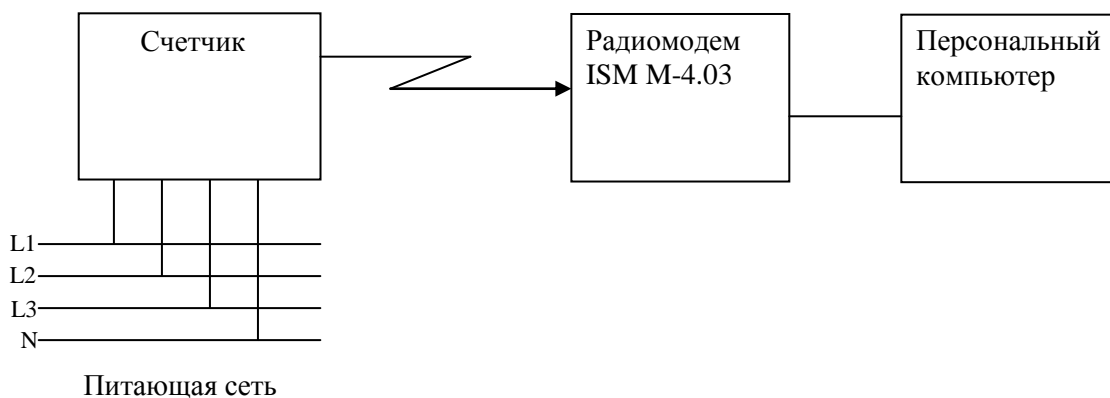 Счетчик
Радиомодем
ISM M-4.03
Персональный
компьютер
L1
L2
L3
N
Питающая сеть